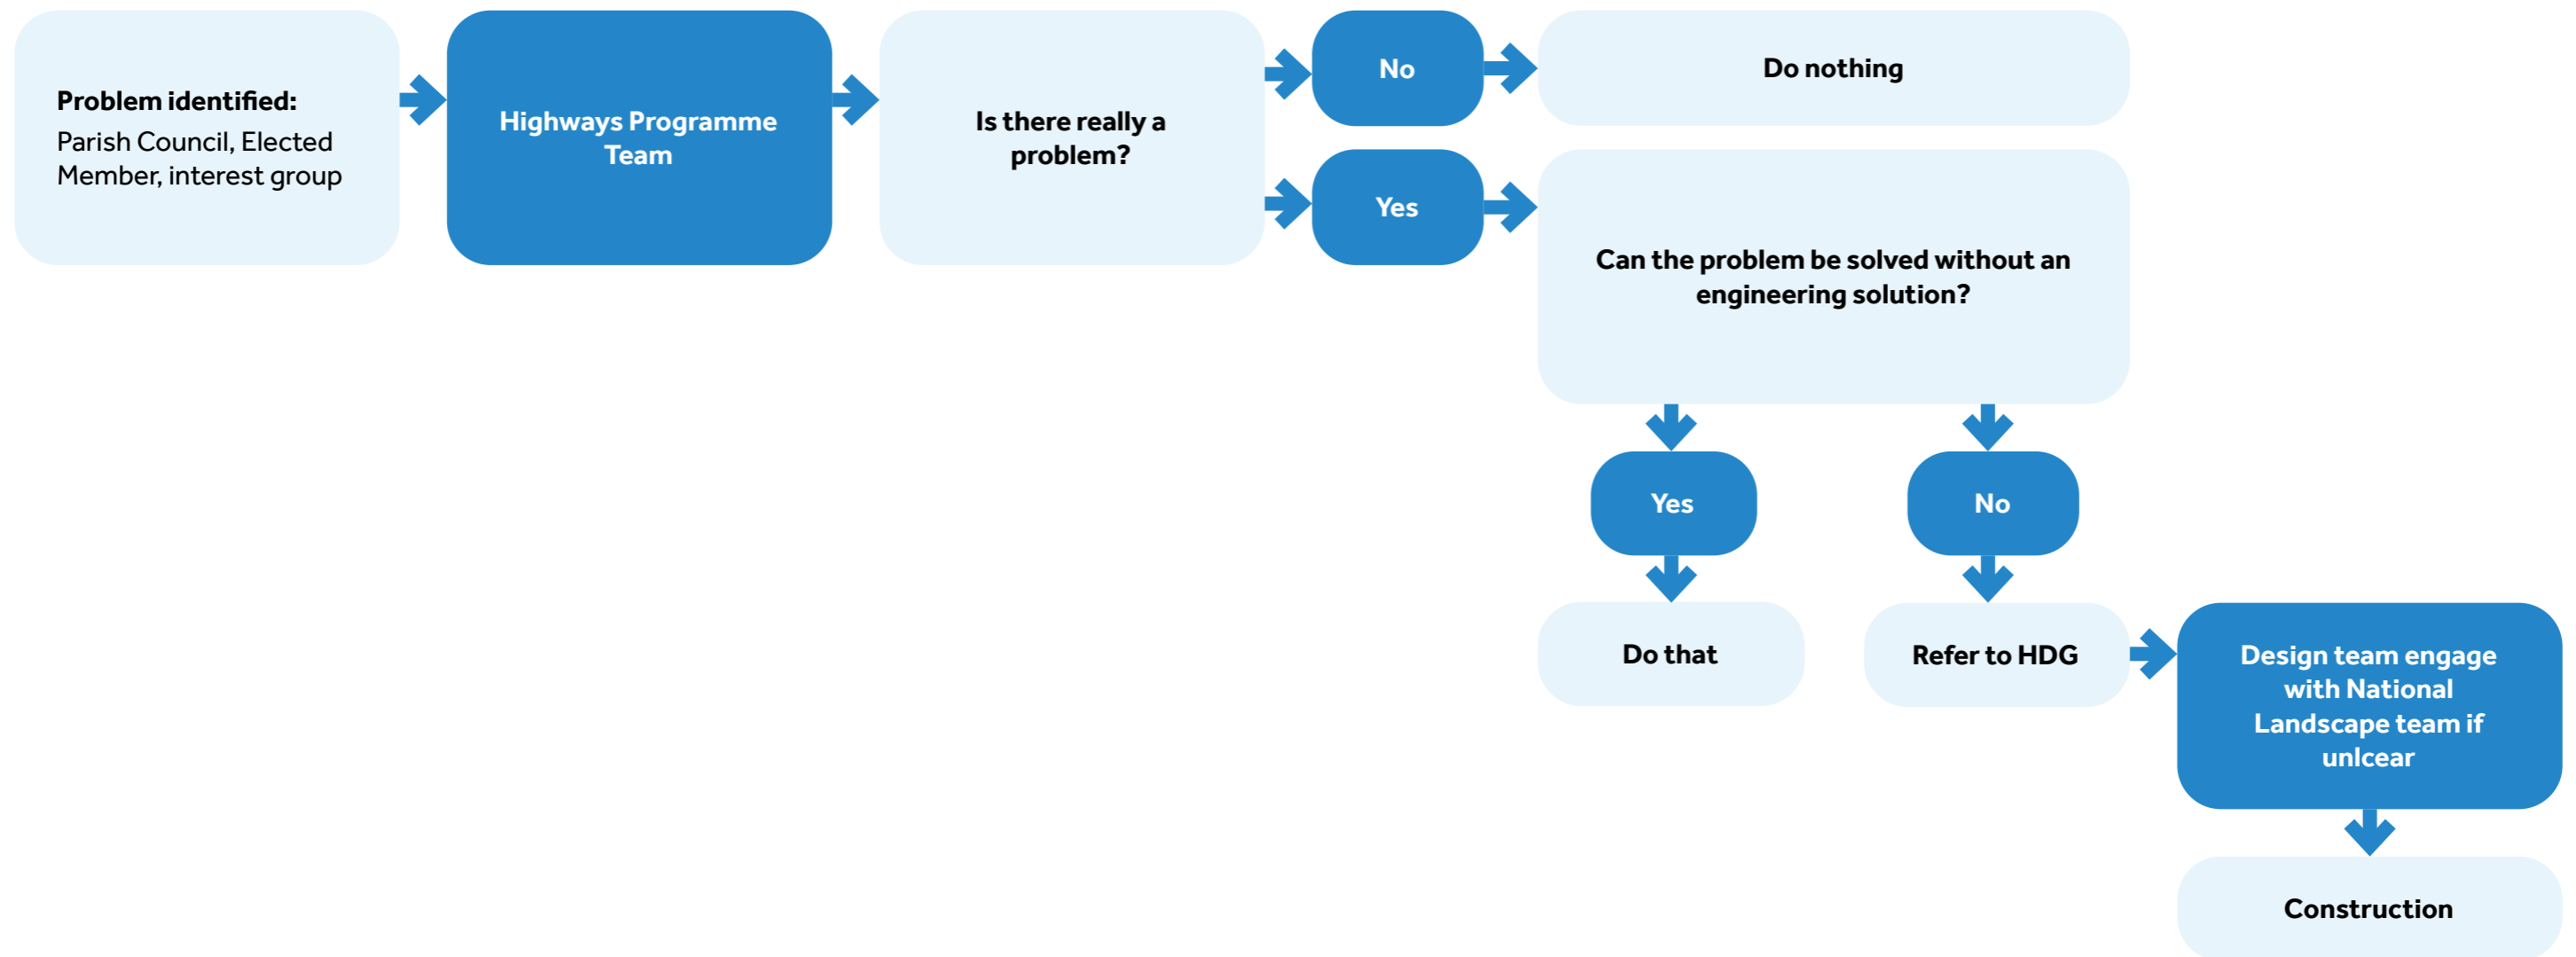 Problem identified:
Parish Council, Elected
Member, interest group
Highways Programme
Team
Is there really a
problem?
No
Do nothing
Yes
Can the problem be solved without an
engineering solution?
Yes
No
Do that
Refer to HDG
Design team engage
with National
Landscape team if
unlcear
Construction